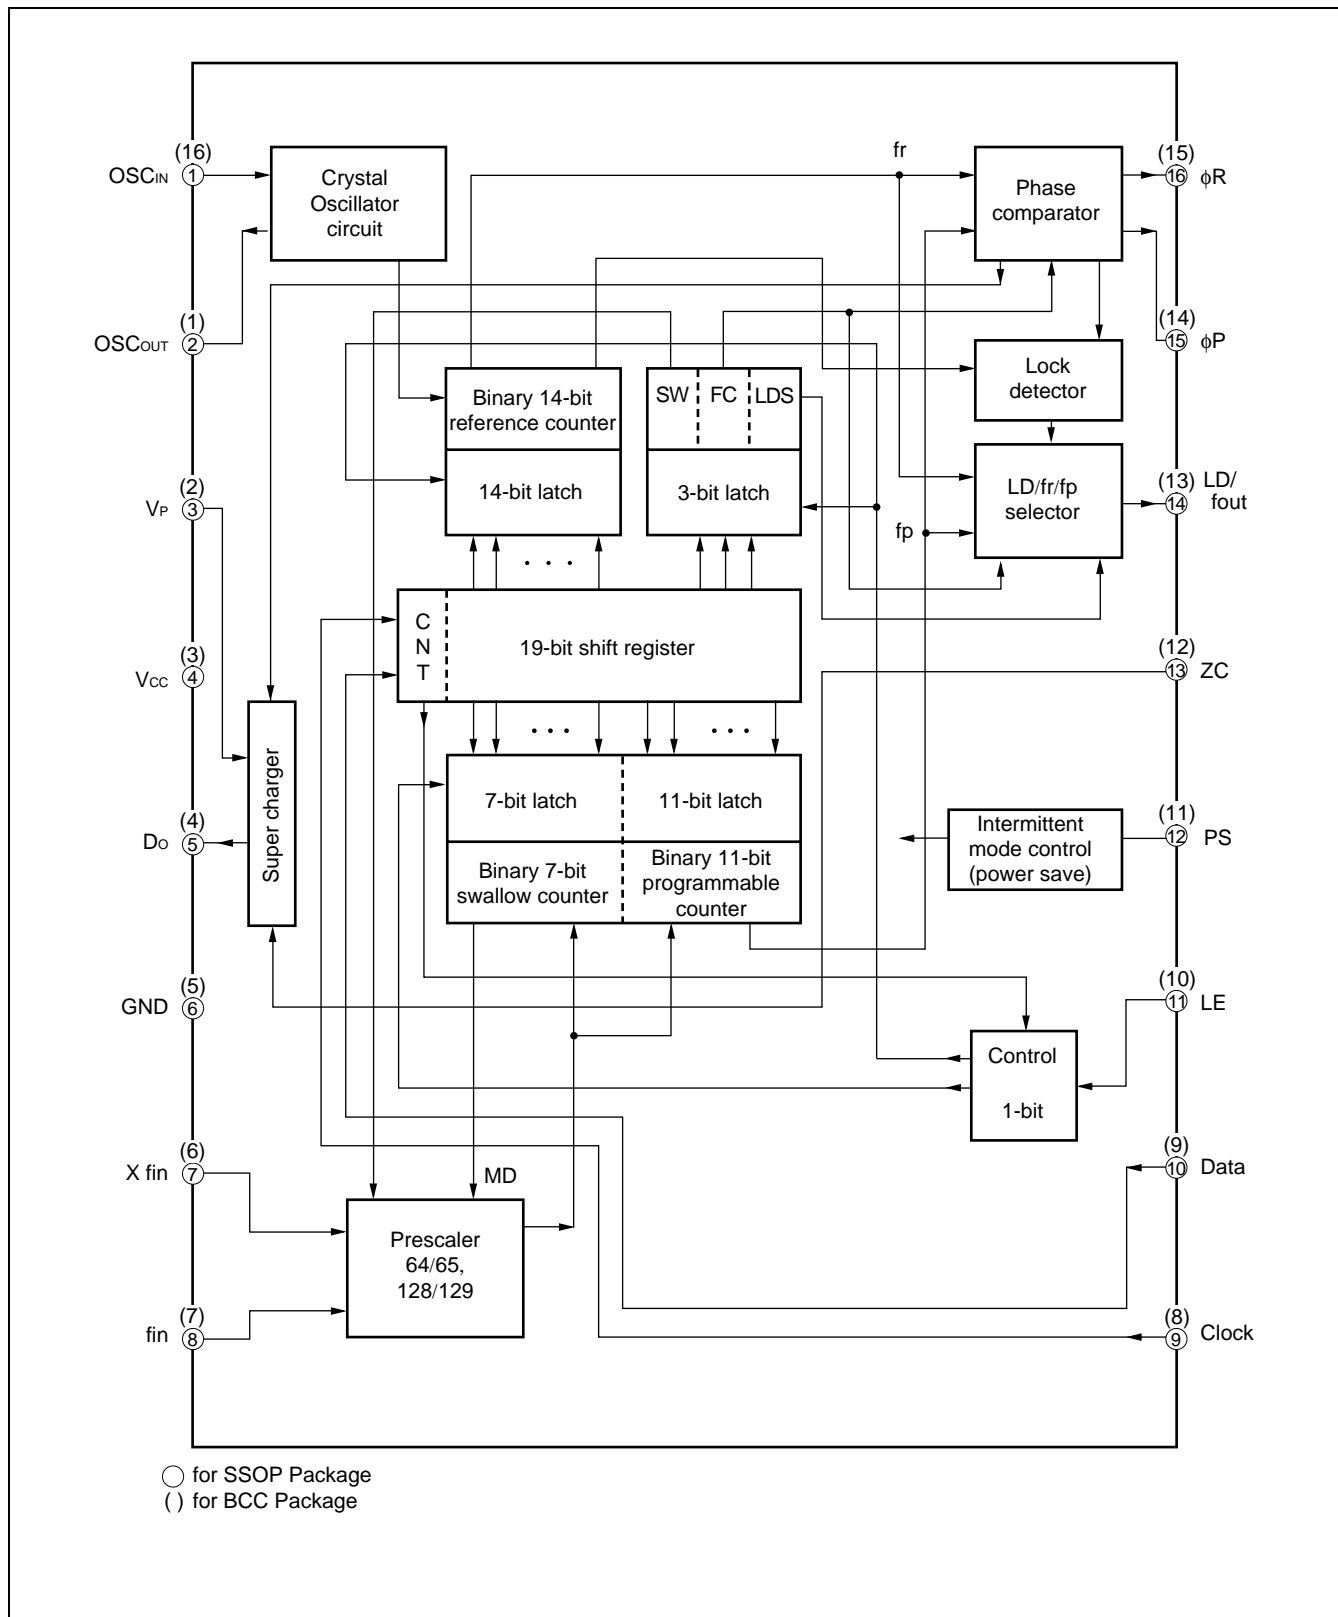 (16)
OSCIN
1
Crystal
Oscillator
circuit
fr
Phase
comparator
(15)
16
ϕR
(1)
OSCOUT
2
(14)
15
ϕP
Binary 14-bit
reference counter
14-bit latch
SW
FC
LDS
3-bit latch
Lock
detector
LD/fr/fp
selector
fp
(13)
14
LD/
fout
(2)
VP
3
. . .
C
N
T
19-bit shift register
(3)
VCC
4
(12)
13
ZC
. . .
. . .
Super charger
7-bit latch
11-bit latch
Binary 7-bit
swallow counter
Binary 11-bit
programmable
counter
(4)
DO
5
Intermittent
mode control
(power save)
(11)
12
PS
(5)
GND
6
(10)
11
LE
Control
1-bit
(6)
X fin
7
MD
(9)
10
Data
Prescaler
64/65,
128/129
(7)
fin
8
(8)
9
Clock
◯ for SSOP Package
( ) for BCC Package